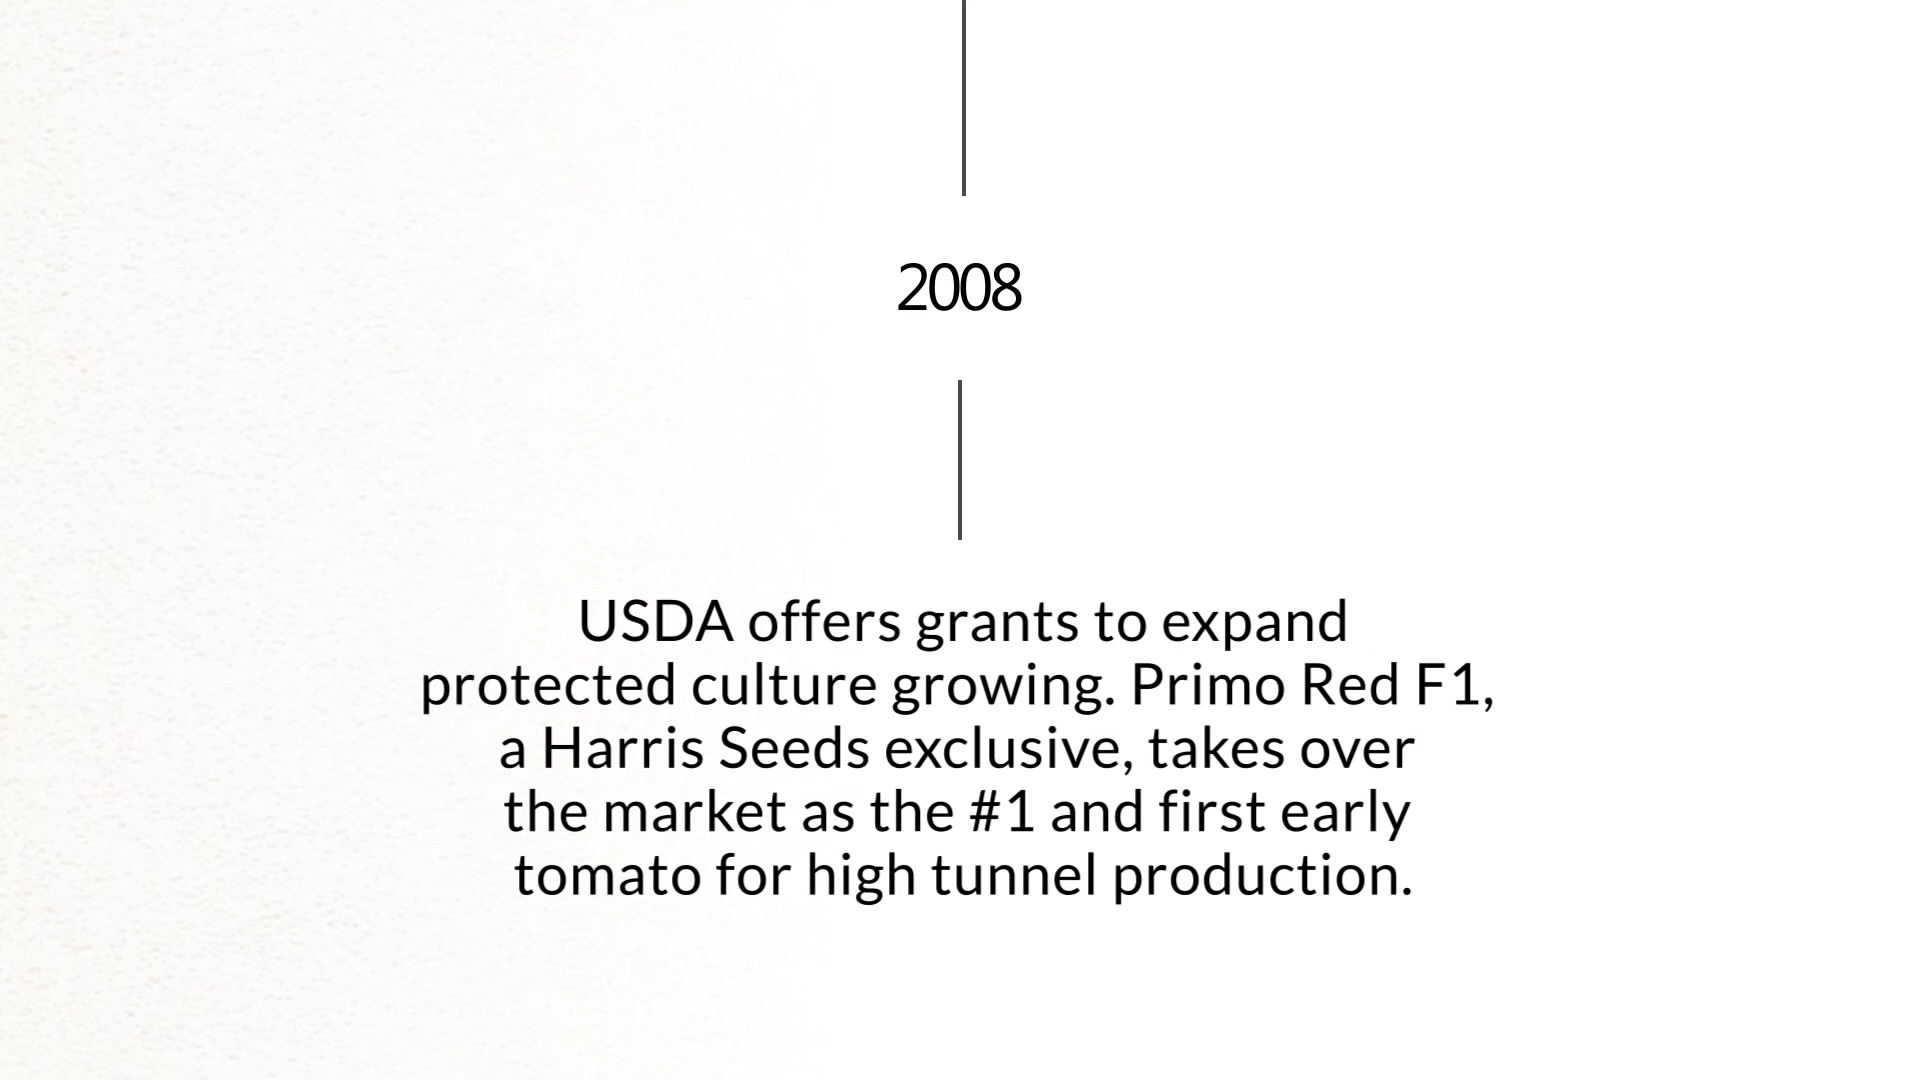 2008
USDA offers grants to expand
protected culture growing. Primo Red F1,
a Harris Seeds exclusive, takes over
the market as the #1 and first early
tomato for high tunnel production.